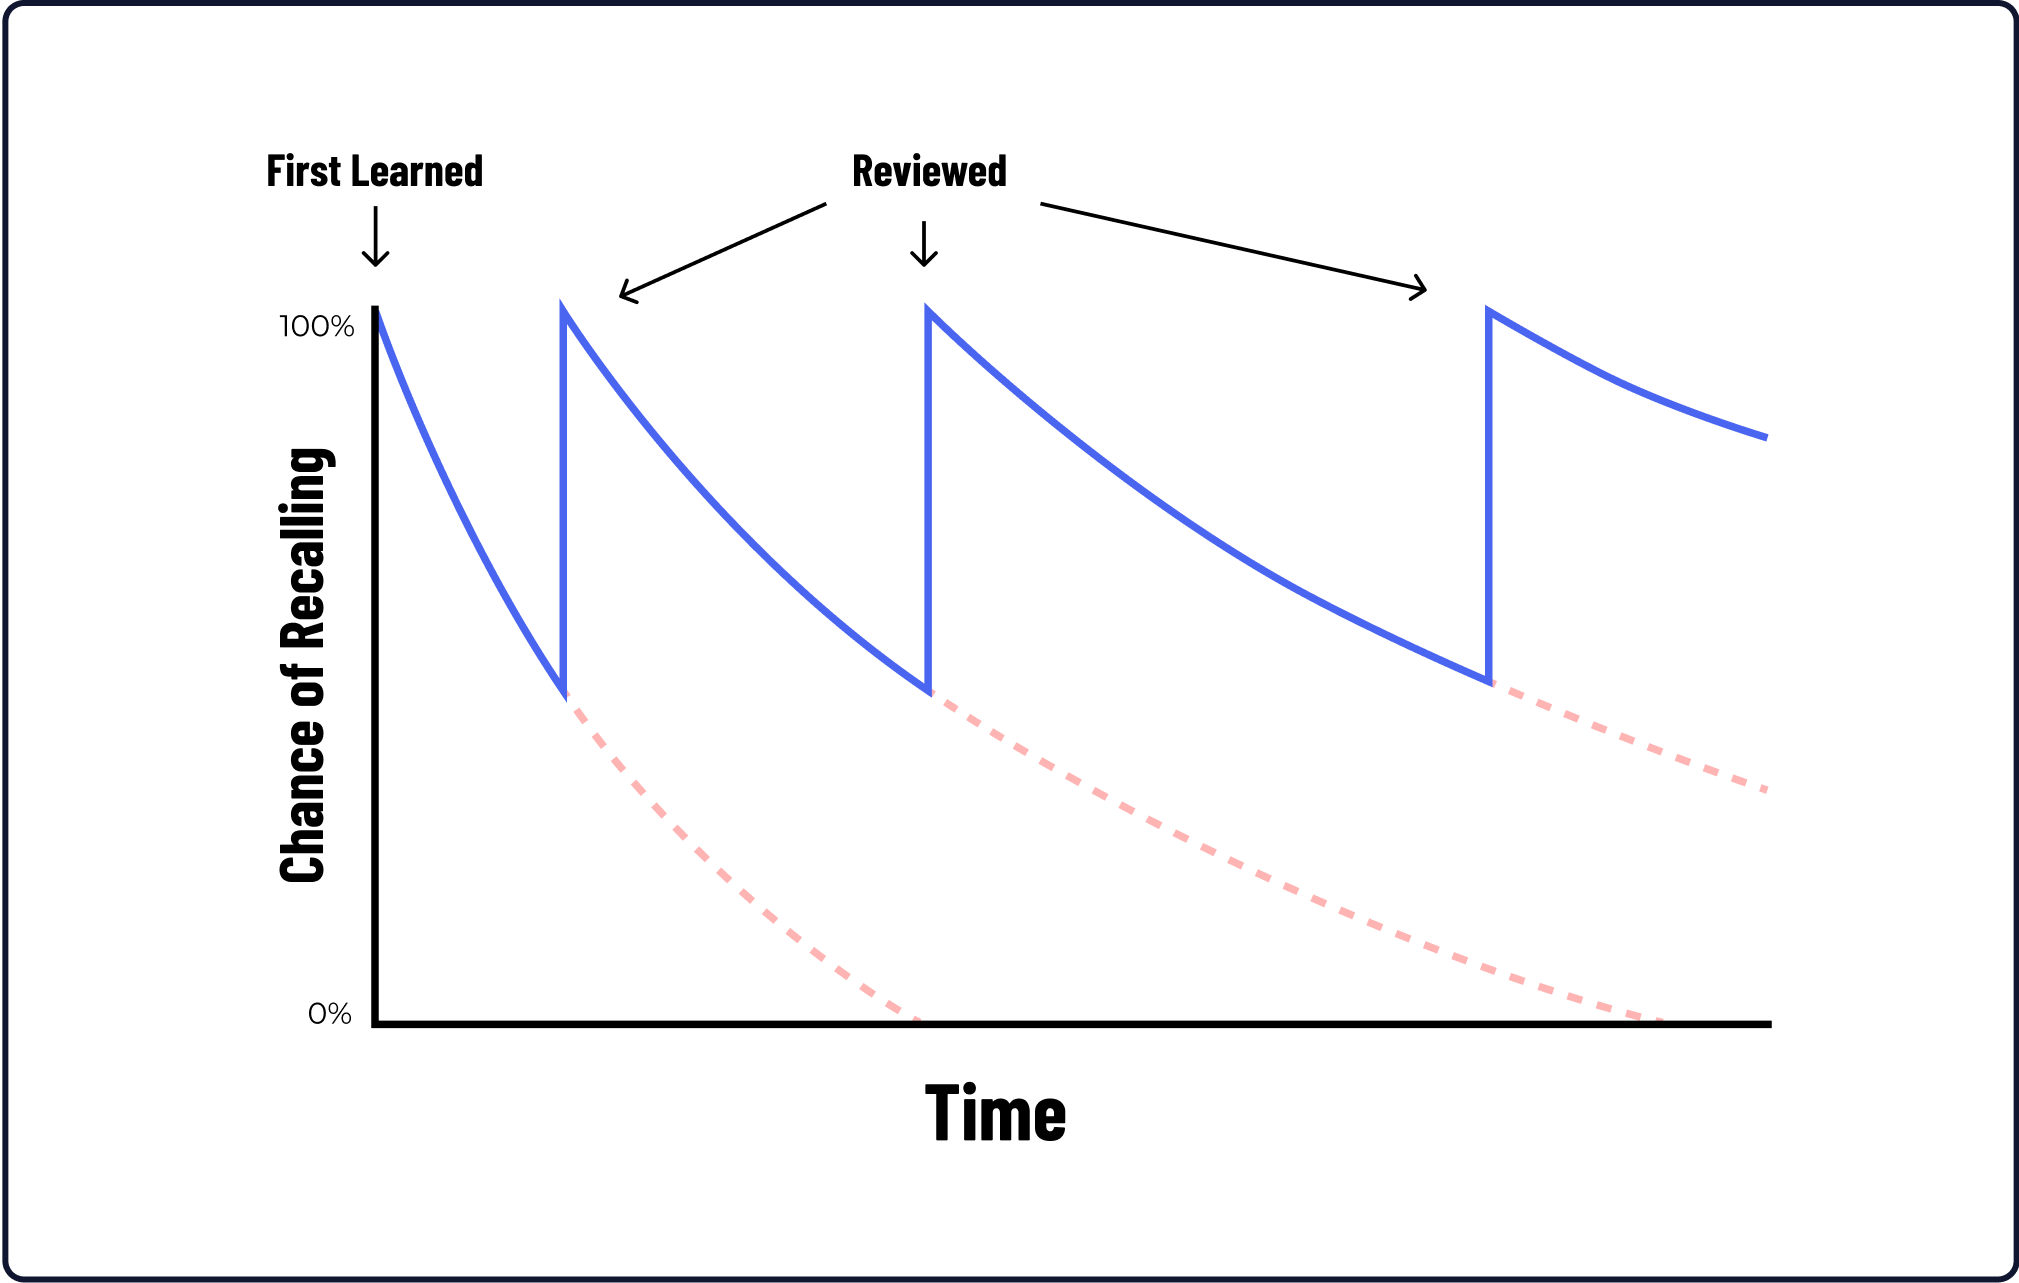 First Learned
Reviewed
100%
Chance of Recalling
0%
Time